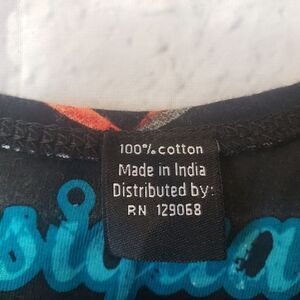 100% cotton
Made in India
Distributed by:
RN 129068